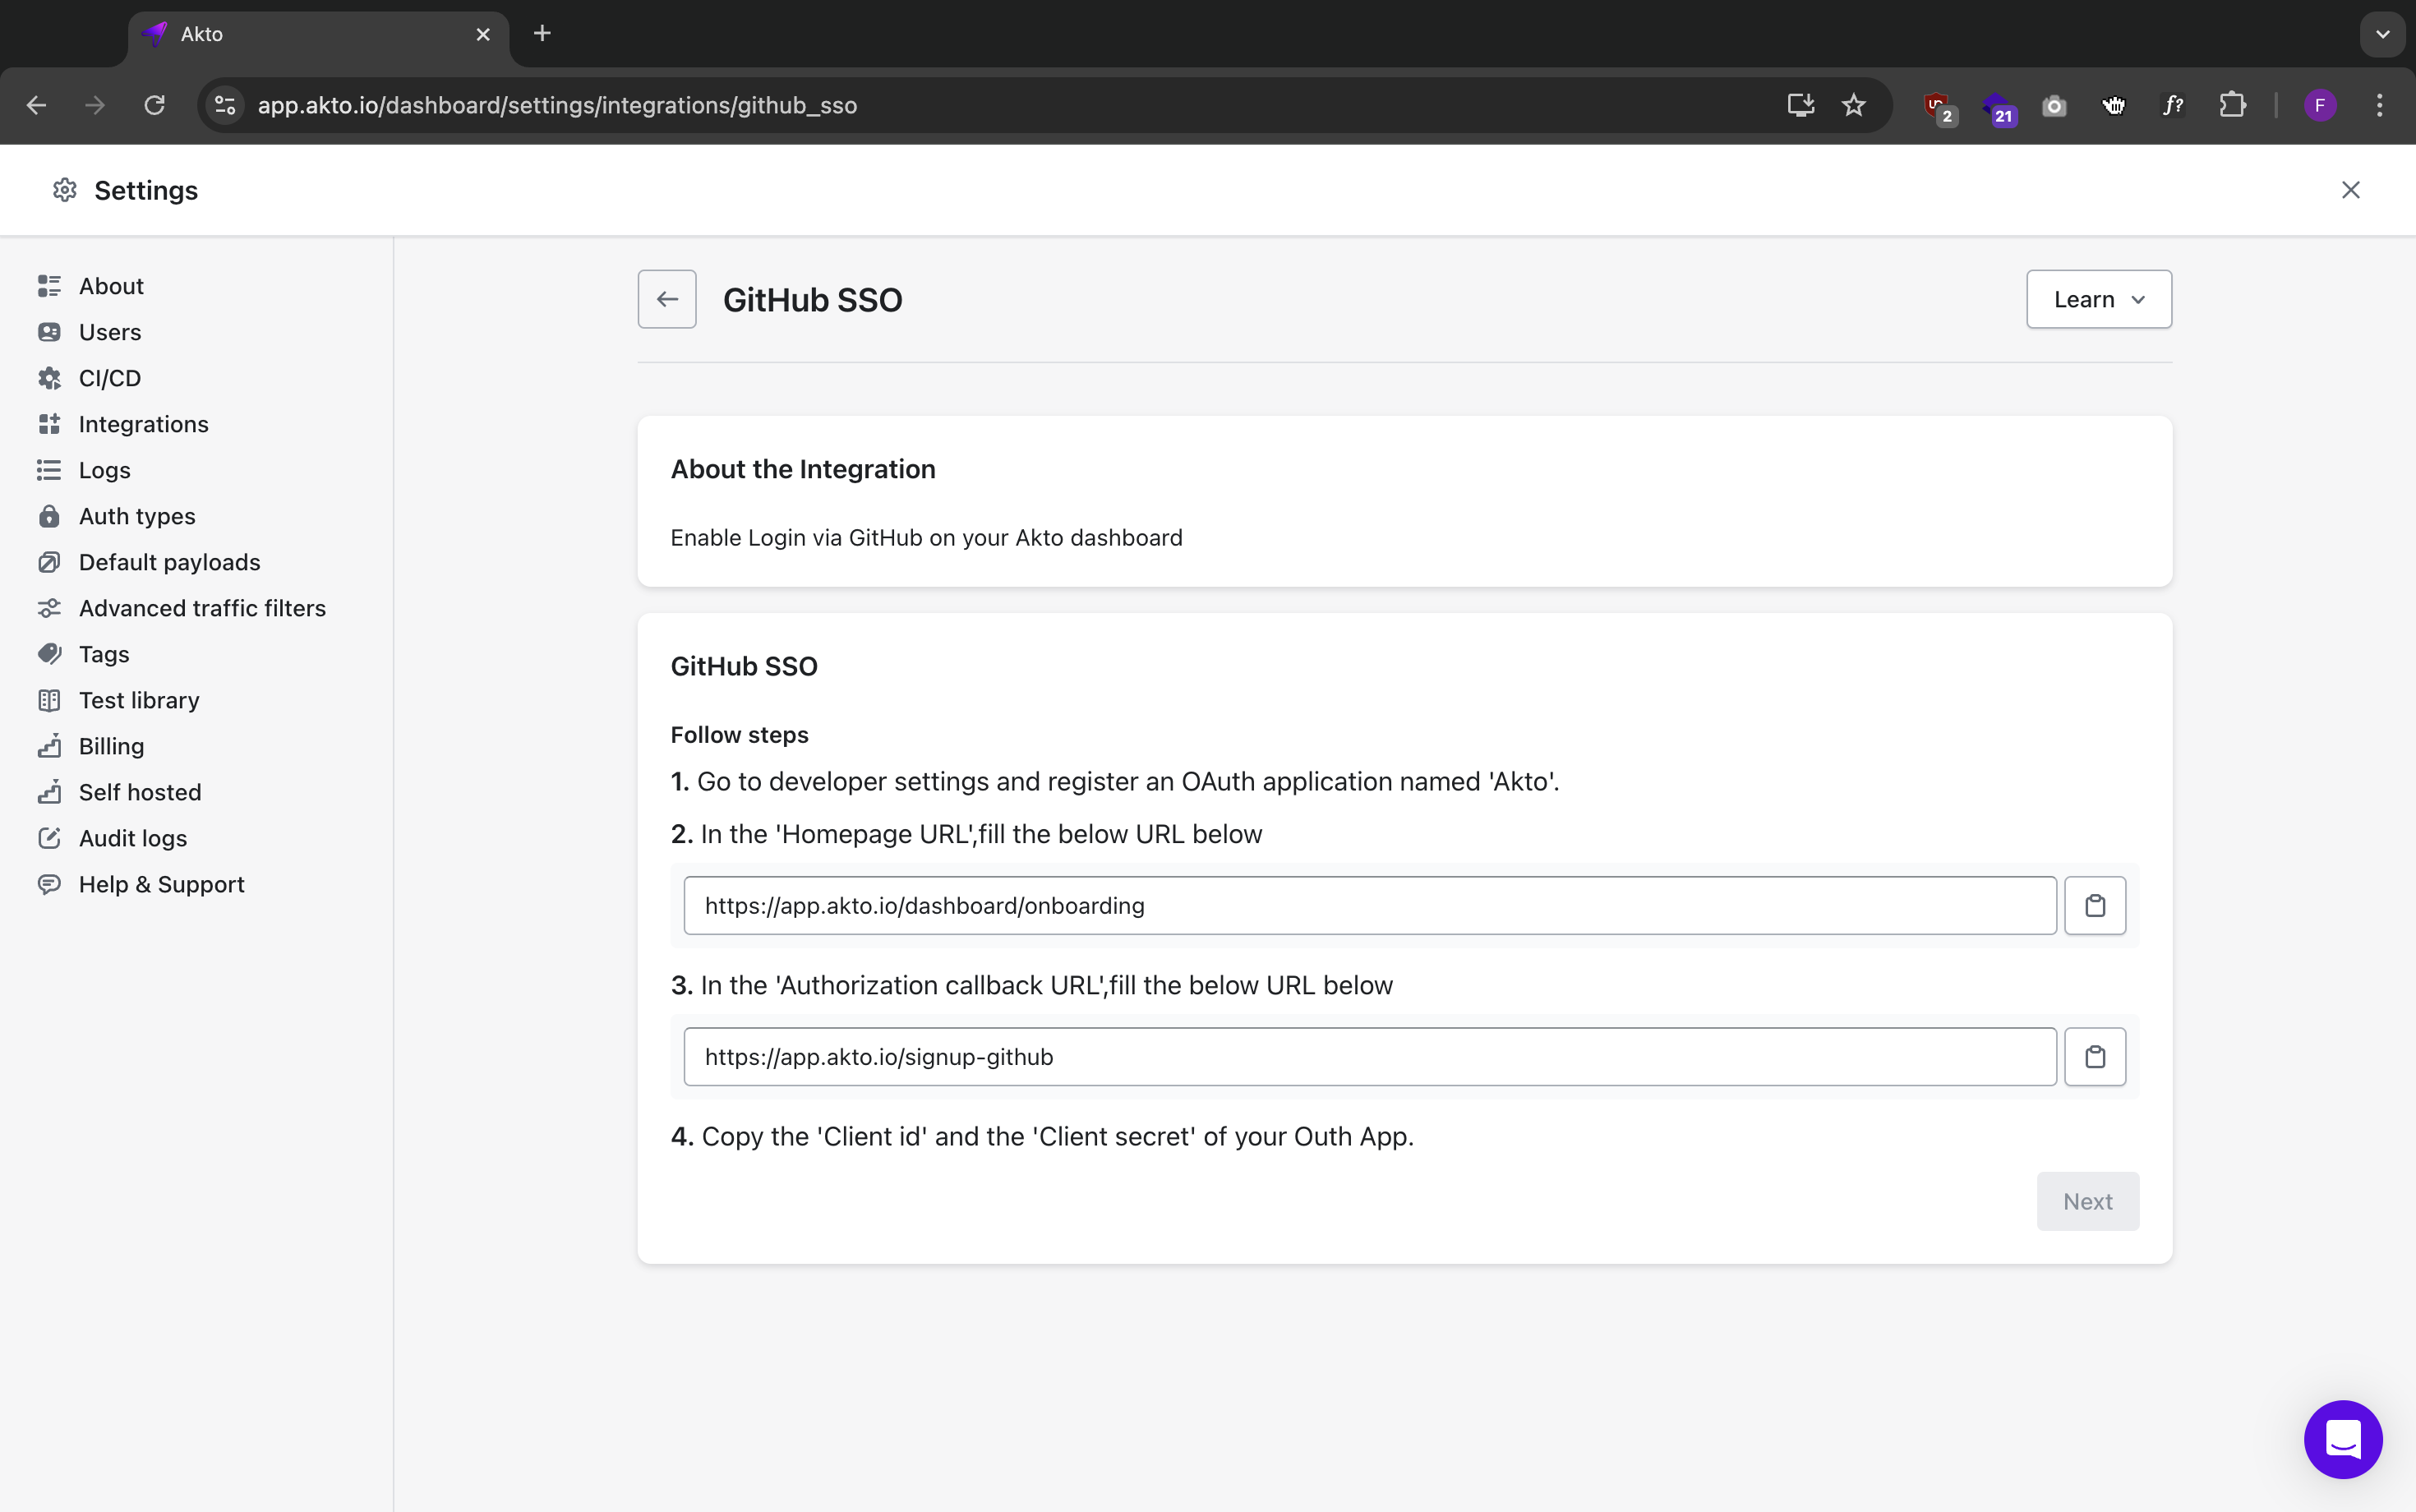 Akto
app.akto.io/dashboard/settings/integrations/github_sso
2
21
f?
F
Settings
About
Users
CI/CD
Integrations
Logs
Auth types
Default payloads
Advanced traffic filters
Tags
Test library
Billing
Self hosted
Audit logs
Help & Support
GitHub SSO
Learn
About the Integration
Enable Login via GitHub on your Akto dashboard
GitHub SSO
Follow steps
1. Go to developer settings and register an OAuth application named 'Akto'.
2. In the 'Homepage URL',fill the below URL below
https://app.akto.io/dashboard/onboarding
3. In the 'Authorization callback URL',fill the below URL below
https://app.akto.io/signup-github
4. Copy the 'Client id' and the 'Client secret' of your Outh App.
Next